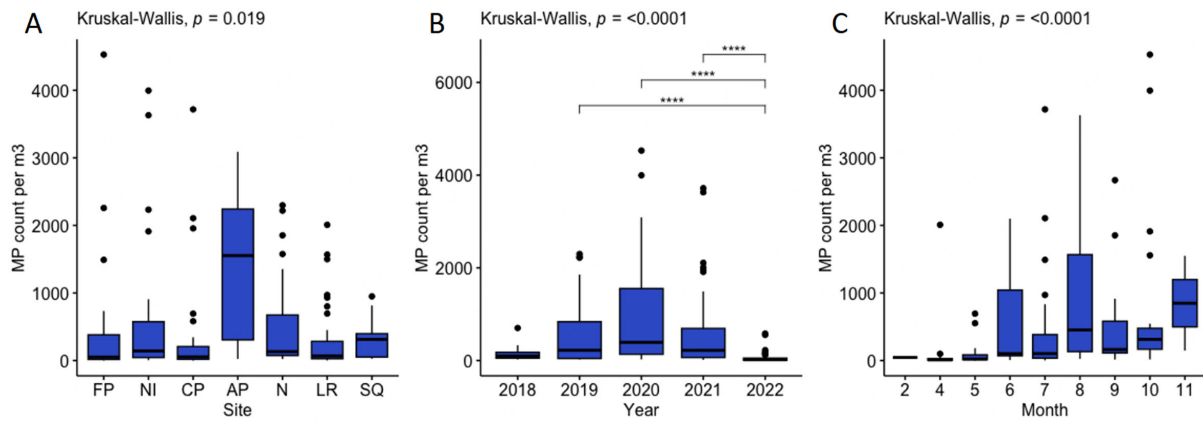 A
Kruskal-Wallis, p = 0.019
MP count per m3
4000
3000
2000
1000
0
FP NI CP AP N LR SQ
Site
B
Kruskal-Wallis, p = <0.0001
MP count per m3
6000
4000
2000
0
****
****
****
2018 2019 2020 2021 2022
Year
C
Kruskal-Wallis, p = <0.0001
MP count per m3
4000
3000
2000
1000
0
2 4 5 6 7 8 9 10 11
Month